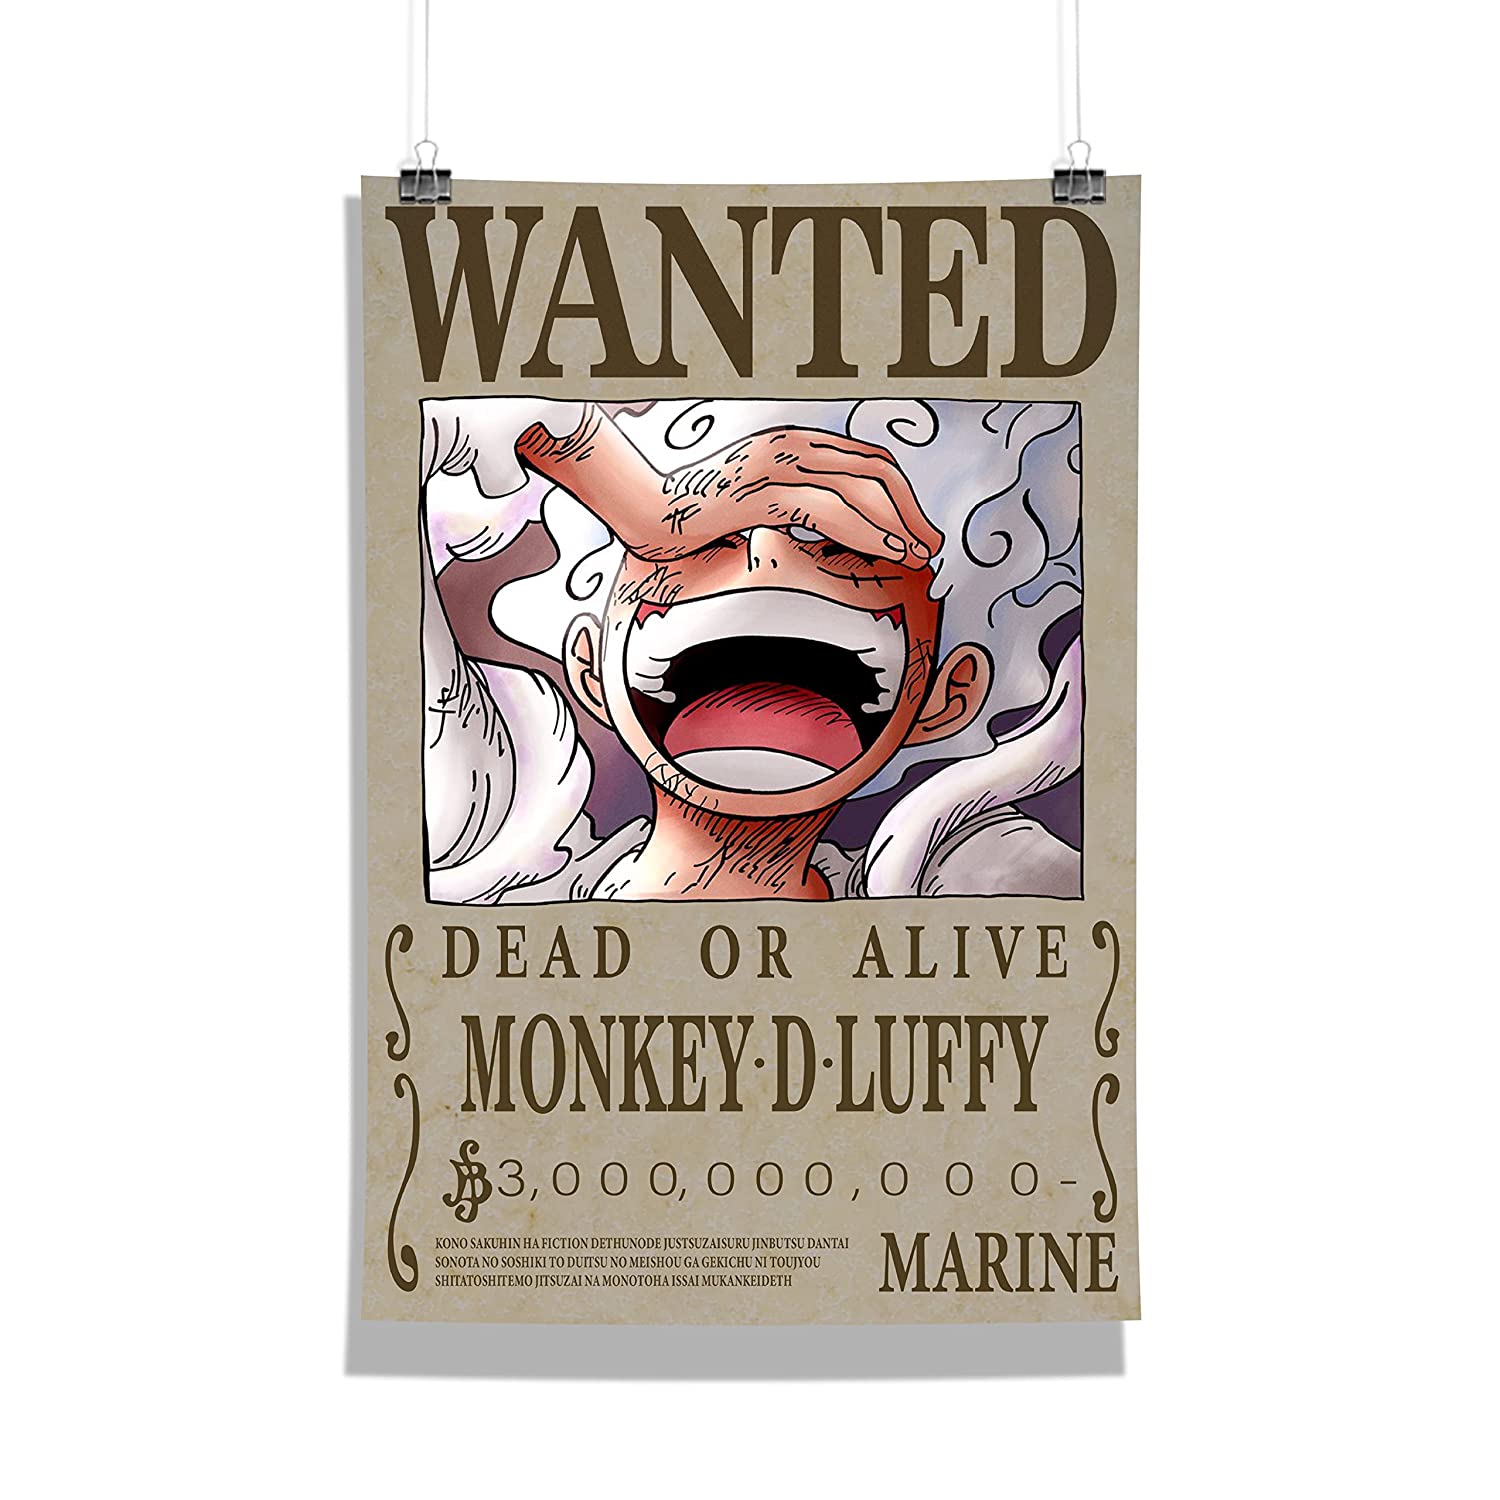 WANTED
DEAD OR ALIVE
MONKEY·D·LUFFY
3,000,000,000-
KONO SAKUHIN HA FICTION DETHUNODE JUSTSUZAISURU JINBUTSU DANTAI
SONOTA NO SOSHIKI TO DUITSU NO MEISHOU GA GEKICHU NI TOUJYOU
SHITATOSHITEMO JITSUZAI NA MONOTOHA ISSAI MUKANKEIDETH
MARINE